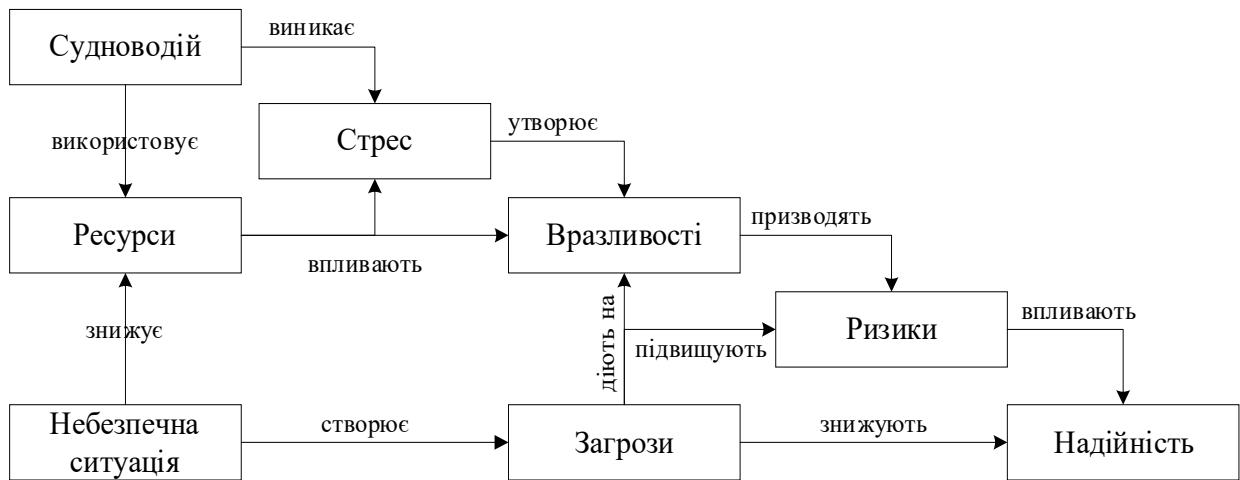 Судноводій
виникає
Стрес
утворює
використовує
Ресурси
впливають
Вразливості
призводять
знижує
діють на
підвищують
Ризики
впливають
Небезпечна
ситуація
створює
Загрози
знижують
Надійність